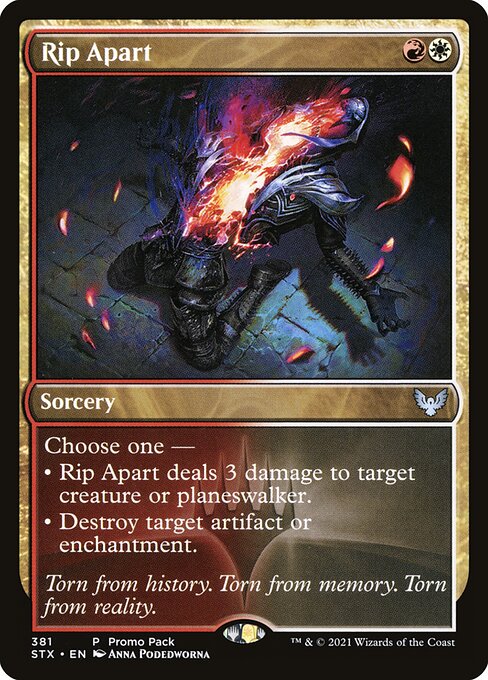 Rip Apart
Sorcery
Choose one —
• Rip Apart deals 3 damage to target
creature or planeswalker.
• Destroy target artifact or
enchantment.
Torn from history. Torn from memory. Torn
from reality.
381 P Promo Pack
STX • EN Anna Podedworna
™ & © 2021 Wizards of the Coast